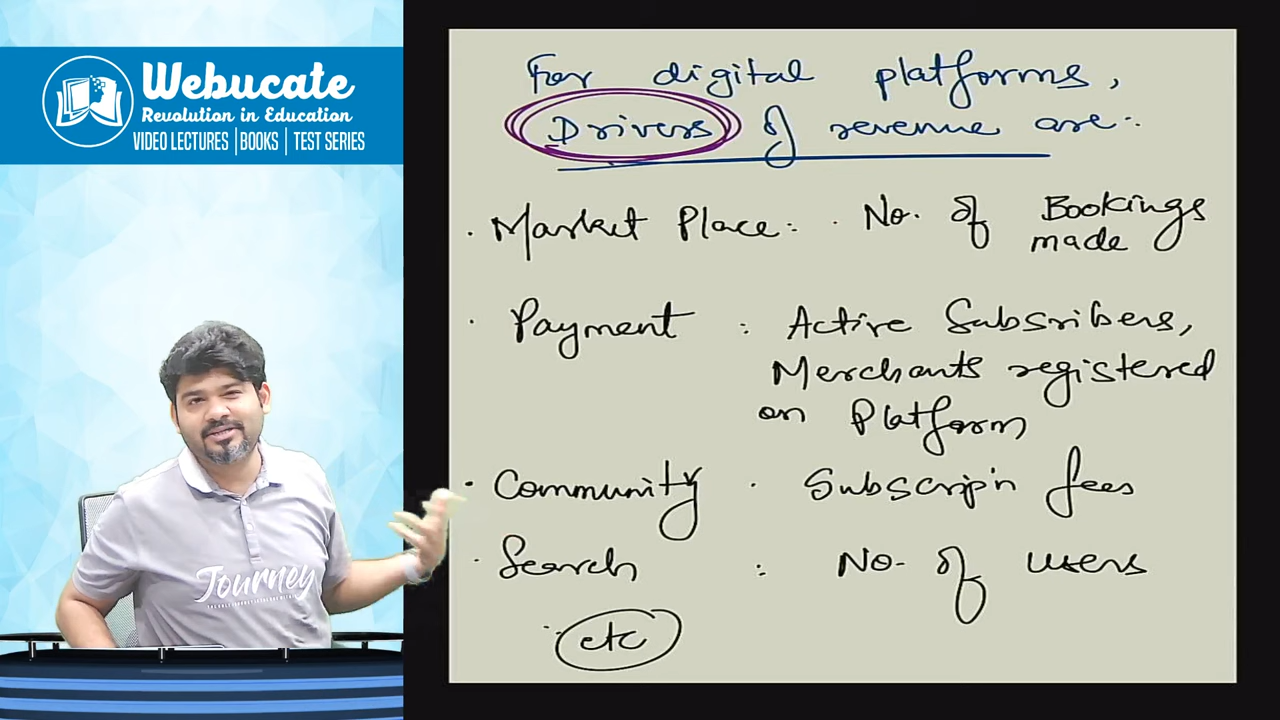 Webucate
Revolution in Education
VIDEO LECTURES | BOOKS | TEST SERIES
For digital platforms,
Drivers of revenue are:
· Market Place: · No. of Bookings
made
· Payment : Active Subsribers,
Merchants registered
on Platform
· Community · Subscrip'n fees
· Search : No. of users
etc
Journey